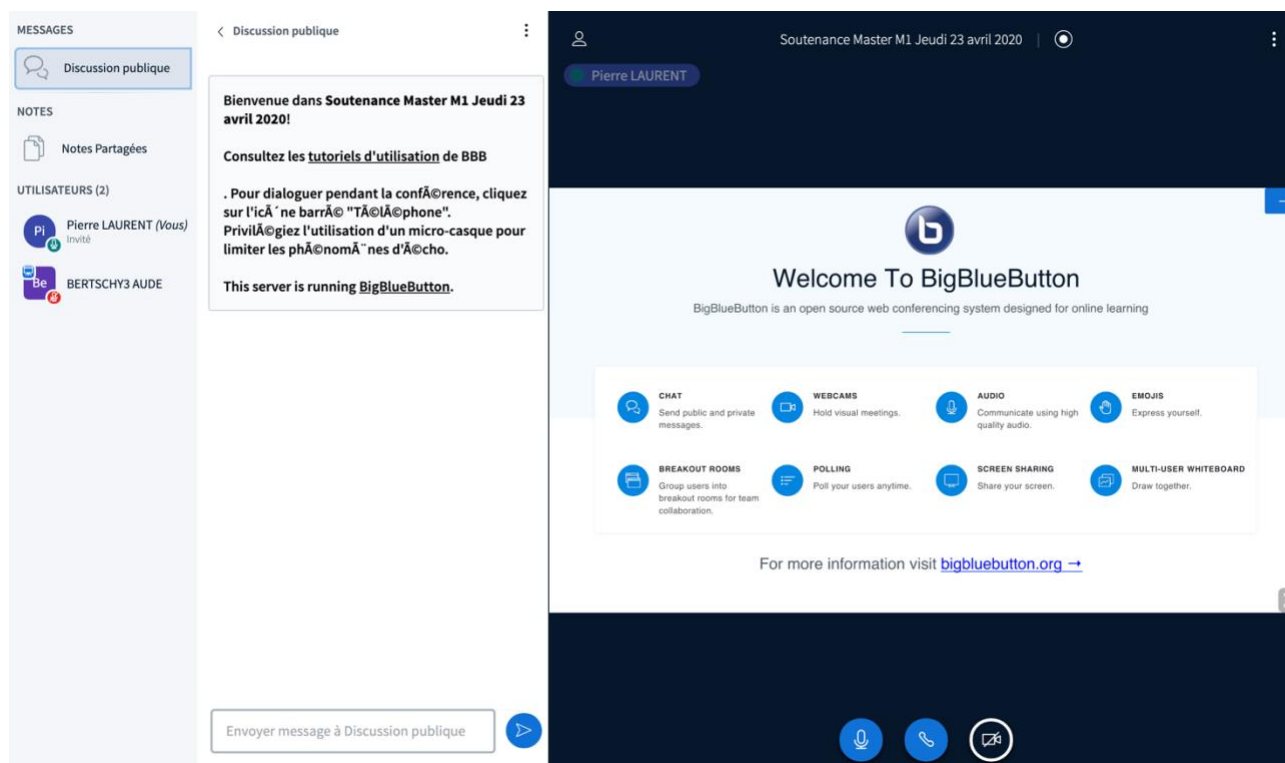 MESSAGES
Discussion publique
NOTES
Notes Partagées
UTILISATEURS (2)
Pi
Pierre LAURENT (Vous)
Invité
Be
BERTSCHY3 AUDE
Discussion publique
Bienvenue dans Soutenance Master M1 Jeudi 23
avril 2020!
Consultez les tutoriels d'utilisation de BBB
. Pour dialoguer pendant la confÃ©rence, cliquez
sur l'icÃ´ne barrÃ© "TÃ©lÃ©phone".
PrivilÃ©giez l'utilisation d'un micro-casque pour
limiter les phÃ©nomÃ¨nes d'Ã©cho.
This server is running BigBlueButton.
Envoyer message à Discussion publique
Soutenance Master M1 Jeudi 23 avril 2020
Pierre LAURENT
b
Welcome To BigBlueButton
BigBlueButton is an open source web conferencing system designed for online learning
CHAT
Send public and private
messages.
WEBCAMS
Hold visual meetings.
AUDIO
Communicate using high
quality audio.
EMOJIS
Express yourself.
BREAKOUT ROOMS
Group users into
breakout rooms for team
collaboration.
POLLING
Poll your users anytime.
SCREEN SHARING
Share your screen.
MULTI-USER WHITEBOARD
Draw together.
For more information visit bigbluebutton.org →